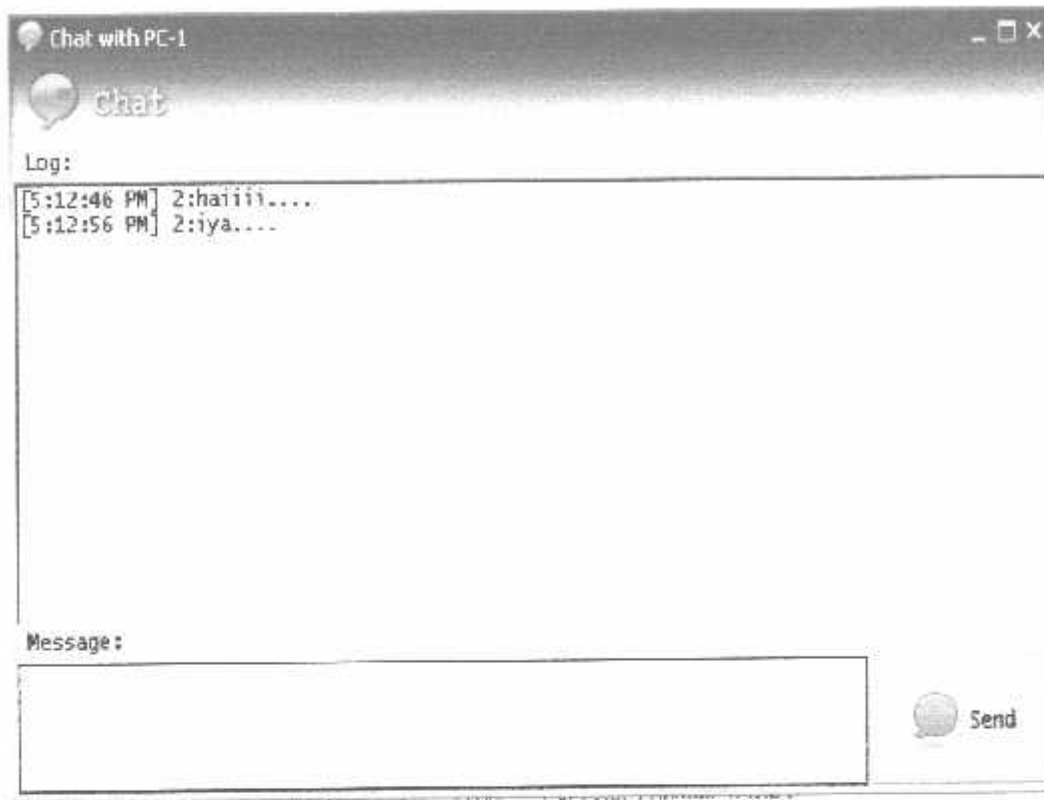 Chat with PC-1
Chat
Log:
[5:12:46 PM] 2:haiiii....
[5:12:56 PM] 2:iya....
Message:
Send